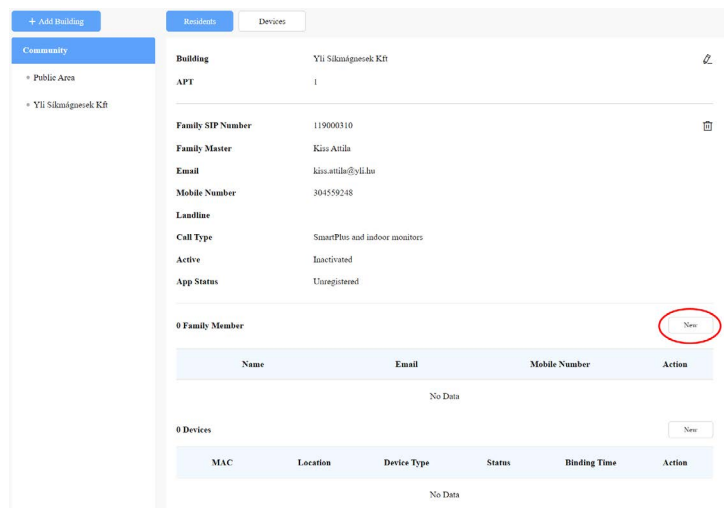 + Add Building
Residents Devices
Community
Public Area
Yli Sikmágnesek Kft
Building Yli Síkmágnesek Kft
APT 1
Family SIP Number 119000310
Family Master Kiss Attila
Email kiss.attila@yli.hu
Mobile Number 304559248
Landline
Call Type SmartPlus and indoor monitors
Active Inactivated
App Status Unregistered
0 Family Member New
Name Email Mobile Number Action
No Data
0 Devices New
MAC Location Device Type Status Binding Time Action
No Data